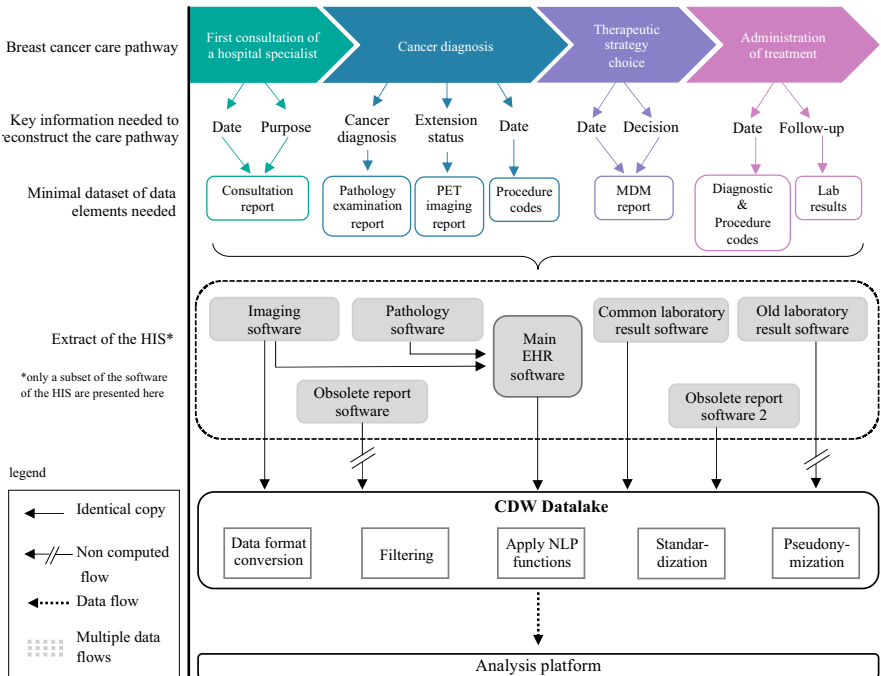 Breast cancer care pathway
First consultation of
a hospital specialist
Cancer diagnosis
Therapeutic
strategy
choice
Administration
of treatment
Key information needed to
reconstruct the care pathway
Date
Purpose
Cancer
diagnosis
Extension
status
Date
Date
Decision
Date
Follow-up
Minimal dataset of data
elements needed
Consultation
report
Pathology
examination
report
PET
imaging
report
Procedure
codes
MDM
report
Diagnostic
&
Procedure
codes
Lab
results
Extract of the HIS*
*only a subset of the software
of the HIS are presented here
Imaging
software
Pathology
software
Main
EHR
software
Common laboratory
result software
Old laboratory
result software
Obsolete report
software
Obsolete report
software 2
legend
Identical copy
Non computed
flow
Data flow
Multiple data
flows
CDW Datalake
Data format
conversion
Filtering
Apply NLP
functions
Standar-
dization
Pseudony-
mization
Analysis platform